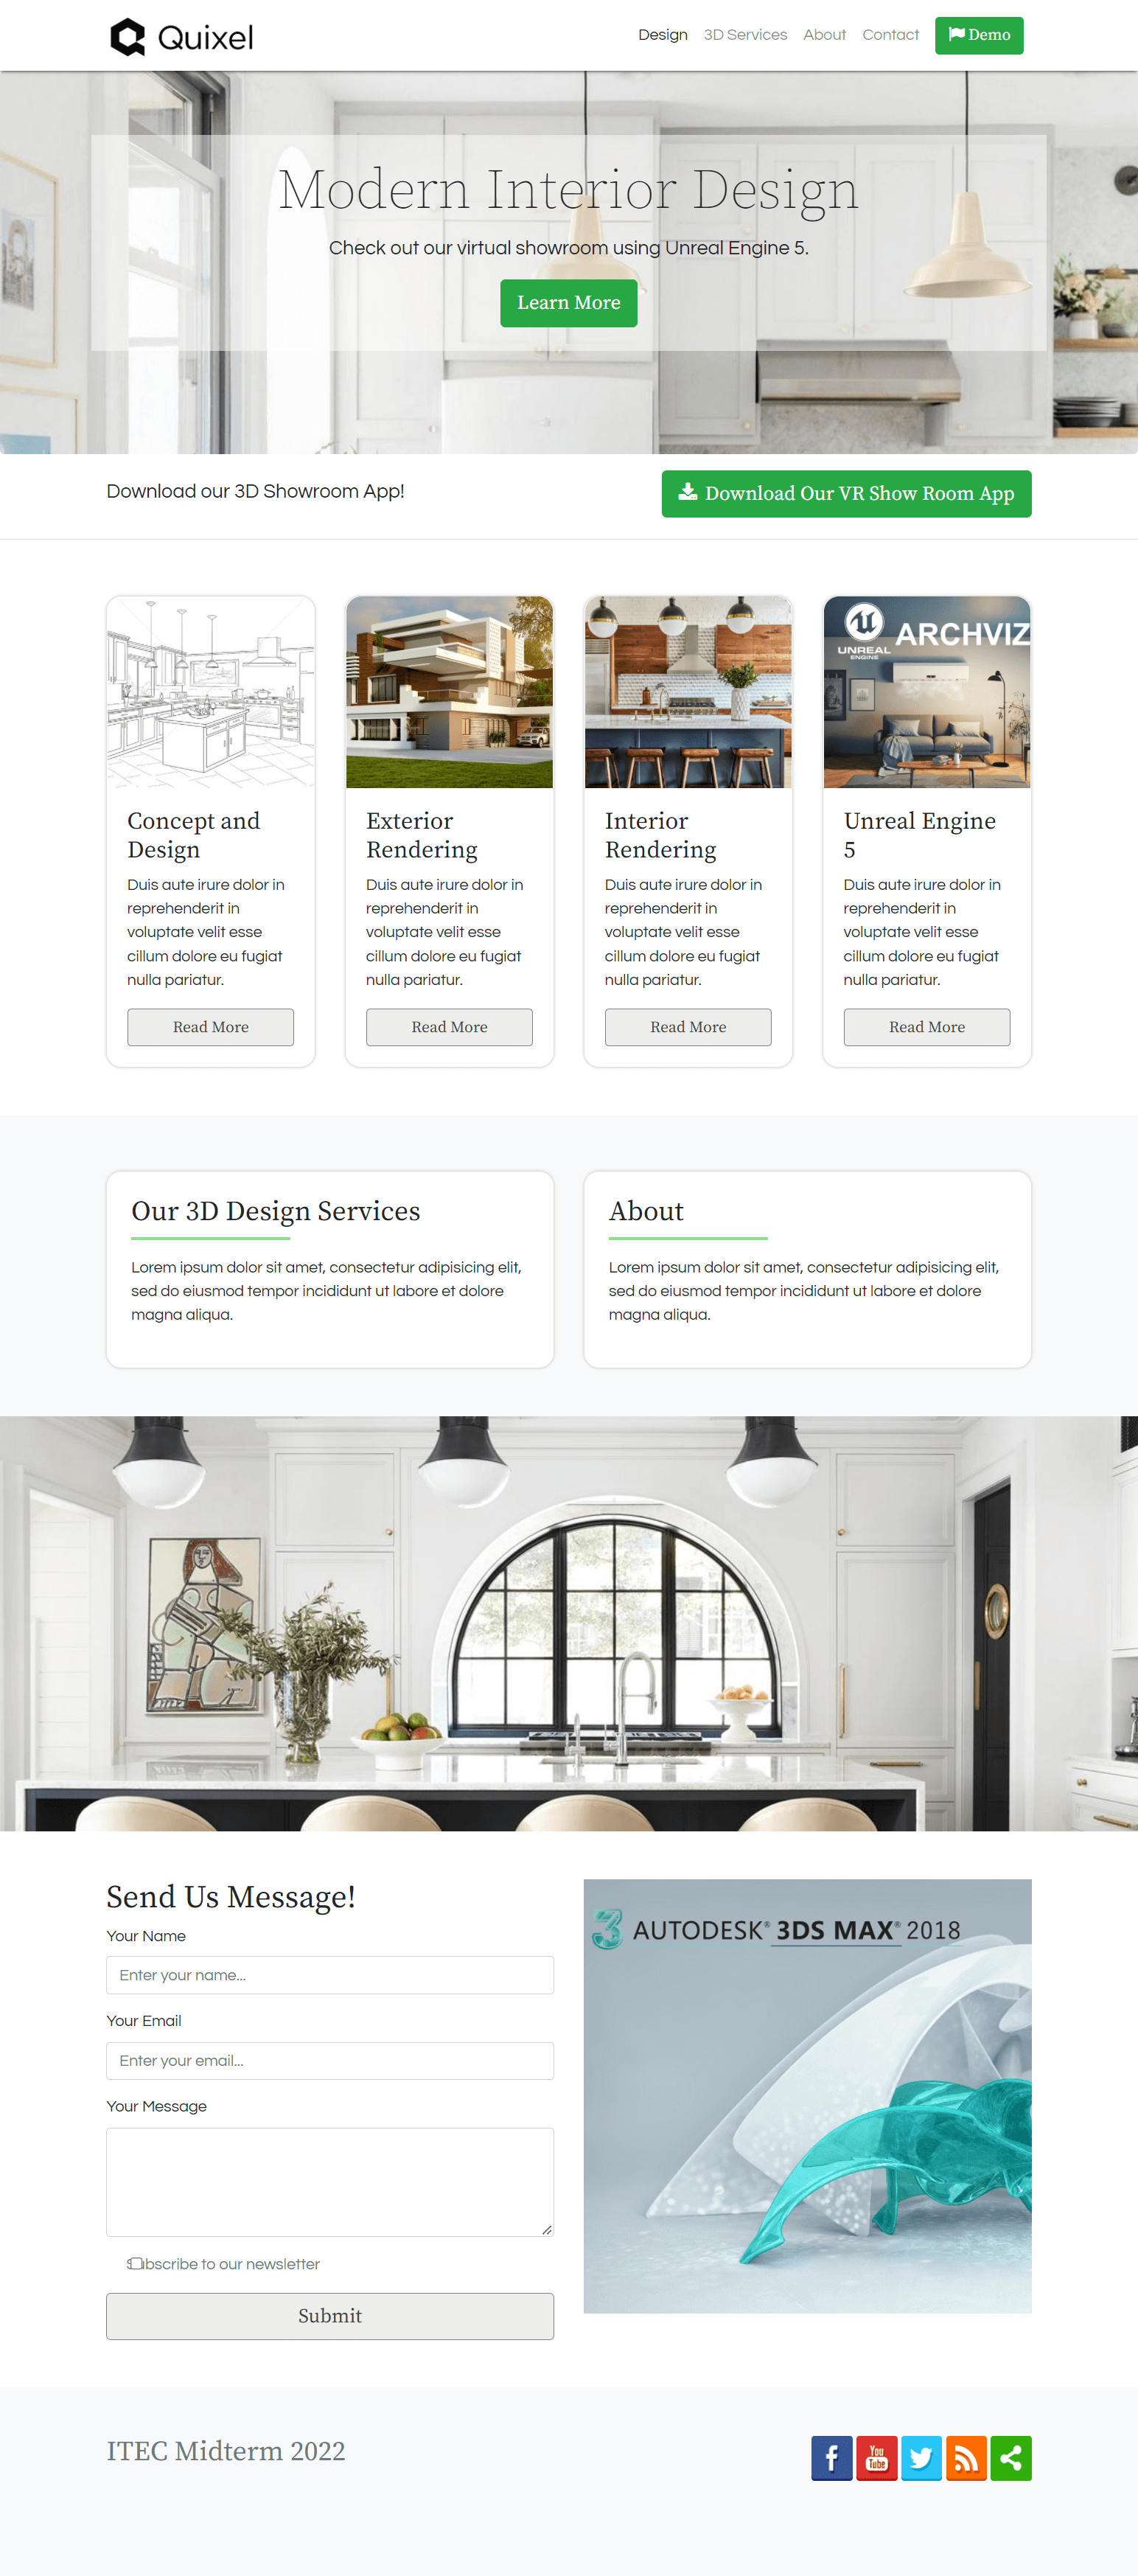 Quixel
Design 3D Services About Contact Demo
Modern Interior Design
Check out our virtual showroom using Unreal Engine 5.
Learn More
Download our 3D Showroom App!
Download Our VR Show Room App
UNREAL
ENGINE
ARCHVIZ
Concept and
Design
Duis aute irure dolor in
reprehenderit in
voluptate velit esse
cillum dolore eu fugiat
nulla pariatur.
Read More
Exterior
Rendering
Duis aute irure dolor in
reprehenderit in
voluptate velit esse
cillum dolore eu fugiat
nulla pariatur.
Read More
Interior
Rendering
Duis aute irure dolor in
reprehenderit in
voluptate velit esse
cillum dolore eu fugiat
nulla pariatur.
Read More
Unreal Engine
5
Duis aute irure dolor in
reprehenderit in
voluptate velit esse
cillum dolore eu fugiat
nulla pariatur.
Read More
Our 3D Design Services
Lorem ipsum dolor sit amet, consectetur adipisicing elit,
sed do eiusmod tempor incididunt ut labore et dolore
magna aliqua.
About
Lorem ipsum dolor sit amet, consectetur adipisicing elit,
sed do eiusmod tempor incididunt ut labore et dolore
magna aliqua.
Send Us Message!
Your Name
Enter your name...
Your Email
Enter your email...
Your Message
Subscribe to our newsletter
Submit
3 AUTODESK® 3DS MAX® 2018
ITEC Midterm 2022
You
Tube